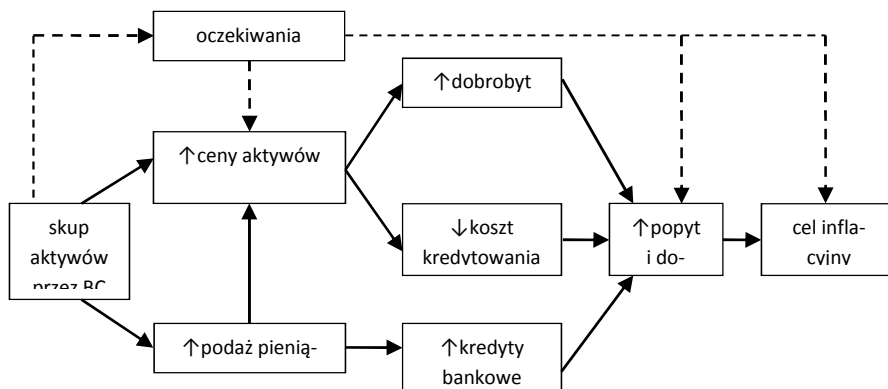 oczekiwania
↑dobrobyt
↑ceny aktywów
skup
aktywów
przez BC
↓koszt
kredytowania
↑popyt
i do-
cel infla-
cyjny
↑podaż pienią-
↑kredyty
bankowe